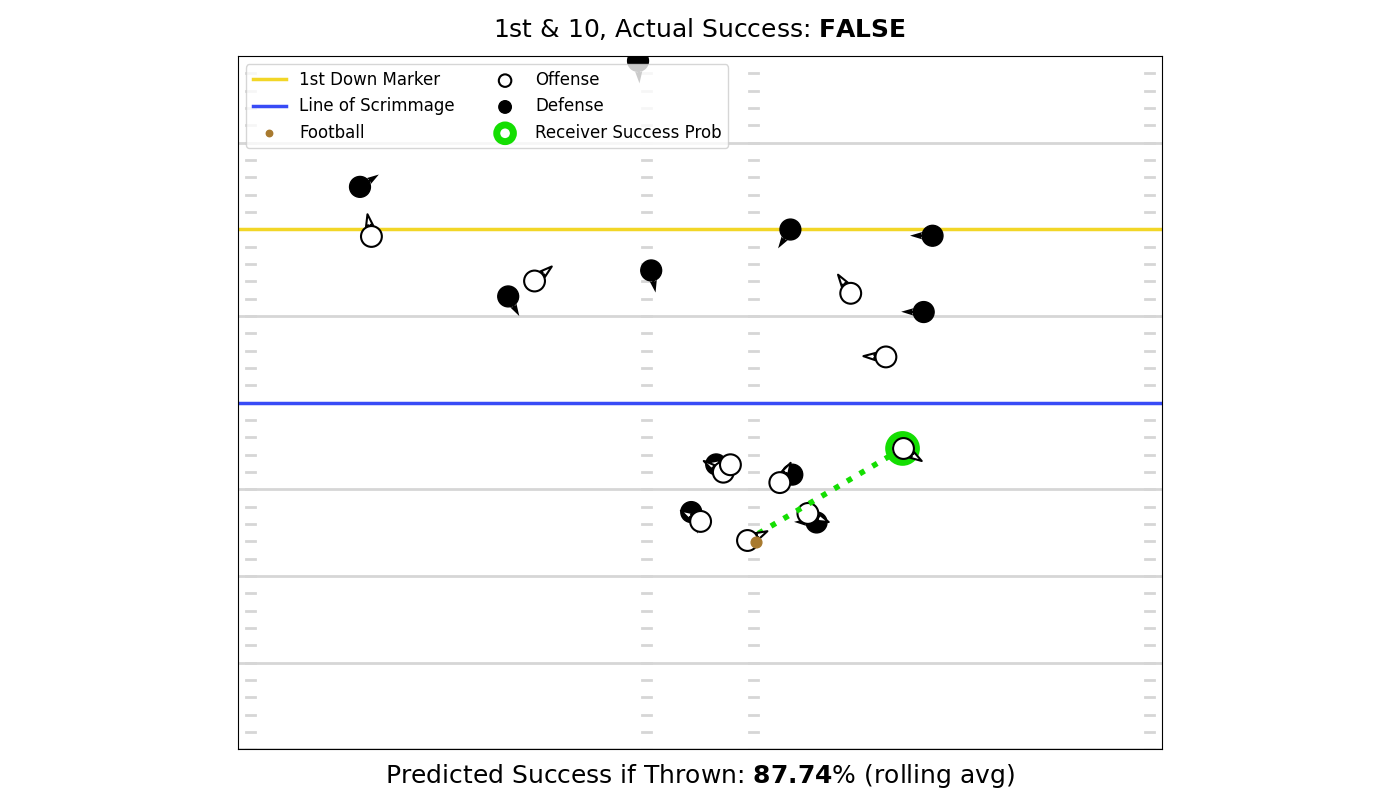 1st & 10, Actual Success: FALSE
1st Down Marker
Line of Scrimmage
Football
Offense
Defense
Receiver Success Prob
Predicted Success if Thrown: 87.74% (rolling avg)